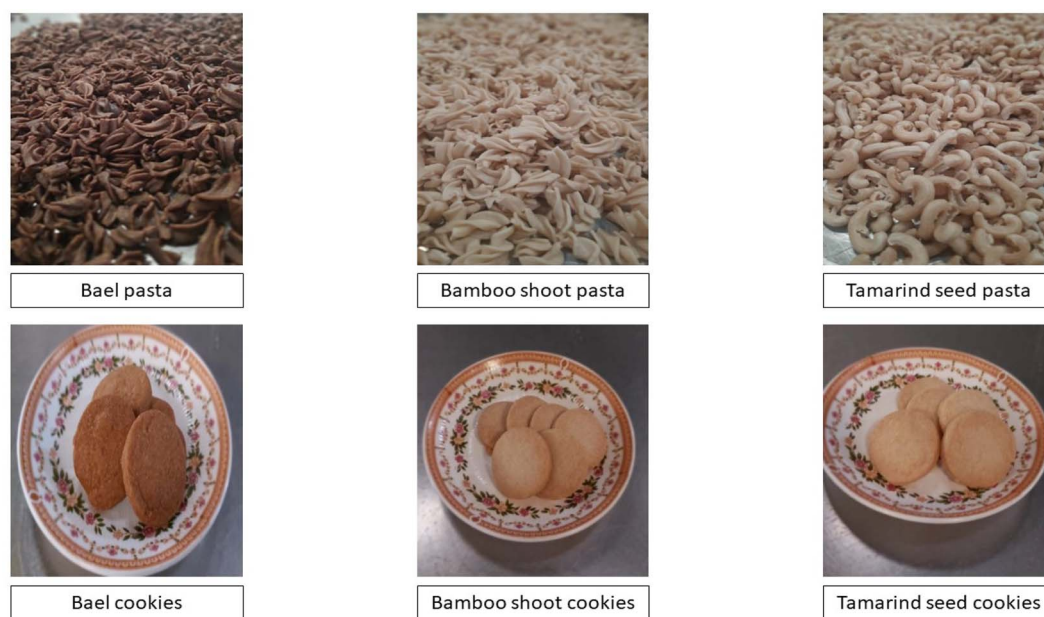 Bael pasta
Bamboo shoot pasta
Tamarind seed pasta
Bael cookies
Bamboo shoot cookies
Tamarind seed cookies